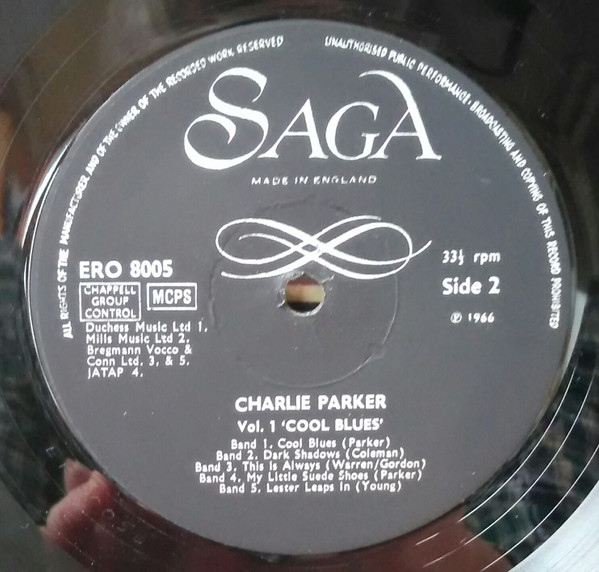 ALL RIGHTS OF THE MANUFACTURER AND OF THE OWNER OF THE RECORDED WORK RESERVED
UNAUTHORISED PUBLIC PERFORMANCE · BROADCASTING AND COPYING OF THIS RECORD PROHIBITED
SAGA
MADE IN ENGLAND
ERO 8005
33⅓ rpm
CHAPPELL
GROUP
CONTROL
MCPS
Side 2
Ⓟ 1966
Duchess Music Ltd 1.
Mills Music Ltd 2.
Bregmann Vocco &
Conn Ltd. 3, & 5.
JATAP 4.
CHARLIE PARKER
Vol. 1 'COOL BLUES'
Band 1. Cool Blues (Parker)
Band 2. Dark Shadows (Coleman)
Band 3. This is Always (Warren/Gordon)
Band 4. My Little Suede Shoes (Parker)
Band 5. Lester Leaps In (Young)